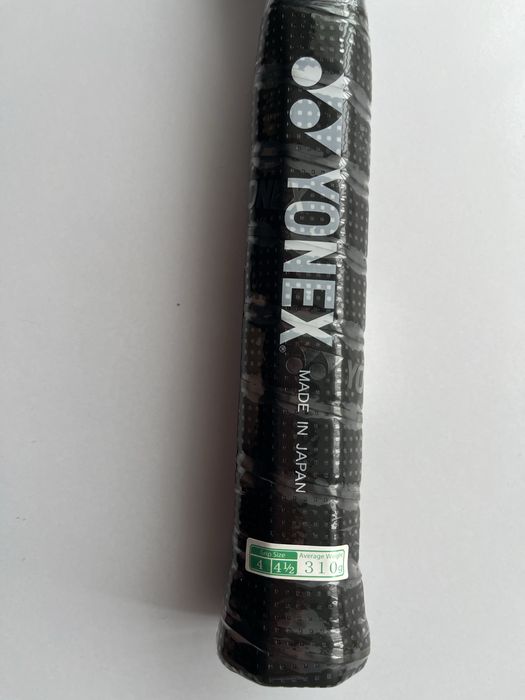 YONEX®
MADE IN JAPAN
Grip Size Average Weight
4 4½ 310g